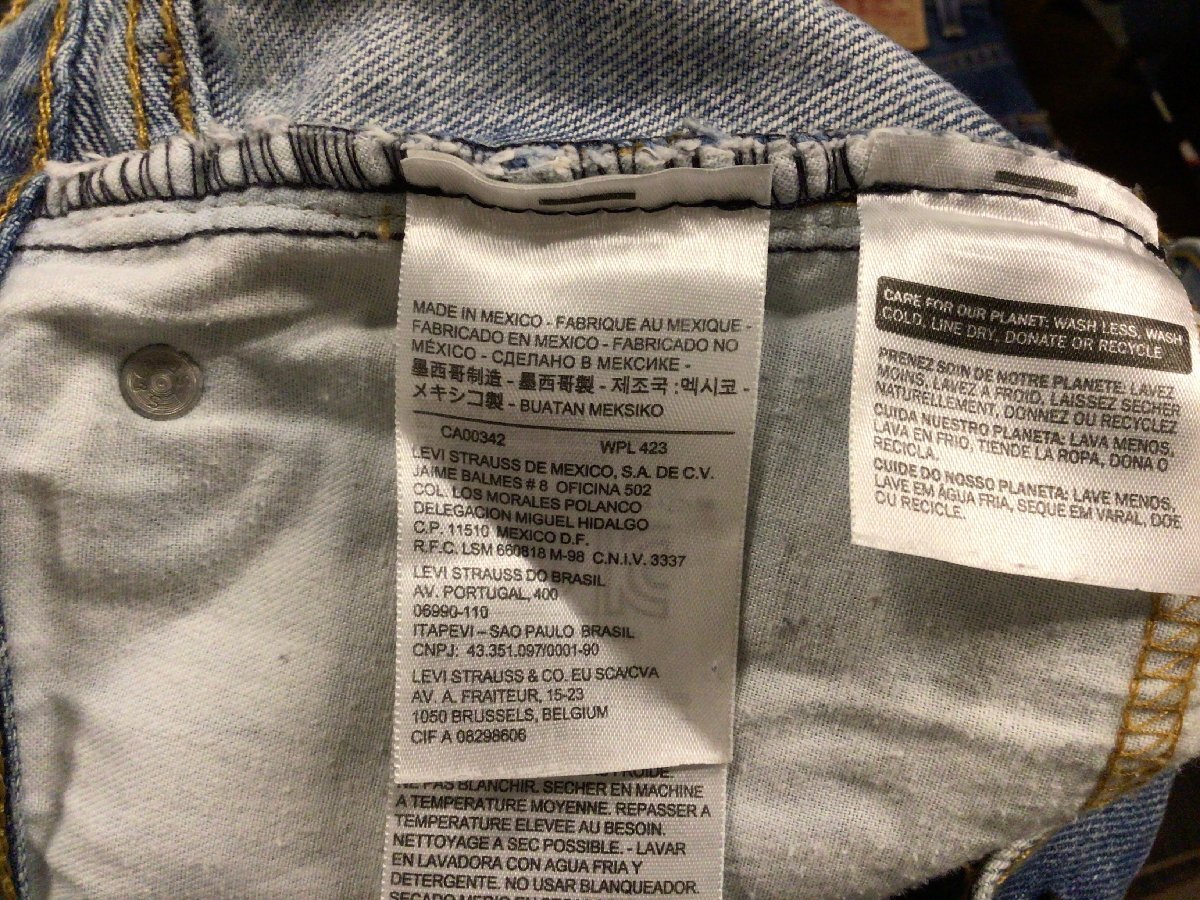 MADE IN MEXICO - FABRIQUE AU MEXIQUE -
FABRICADO EN MEXICO - FABRICADO NO
MÉXICO - СДЕЛАНО В МЕКСИКЕ -
墨西哥制造 - 墨西哥製 - 제조국 :멕시코 -
メキシコ製 - BUATAN MEKSIKO
CA00342 WPL 423
LEVI STRAUSS DE MEXICO, S.A. DE C.V.
JAIME BALMES # 8 OFICINA 502
COL. LOS MORALES POLANCO
DELEGACION MIGUEL HIDALGO
C.P. 11510 MEXICO D.F.
R.F.C. LSM 660818 M-98 C.N.I.V. 3337
LEVI STRAUSS DO BRASIL
AV. PORTUGAL, 400
06990-110
ITAPEVI – SAO PAULO BRASIL
CNPJ: 43.351.097/0001-90
LEVI STRAUSS & CO. EU SCA/CVA
AV. A. FRAITEUR, 15-23
1050 BRUSSELS, BELGIUM
CIF A 08298606
FROIDE.
NE PAS BLANCHIR. SECHER EN MACHINE
A TEMPERATURE MOYENNE. REPASSER A
TEMPERATURE ELEVEE AU BESOIN.
NETTOYAGE A SEC POSSIBLE. - LAVAR
EN LAVADORA CON AGUA FRIA Y
DETERGENTE. NO USAR BLANQUEADOR.
CARE FOR OUR PLANET: WASH LESS, WASH
COLD, LINE DRY, DONATE OR RECYCLE
PRENEZ SOIN DE NOTRE PLANETE: LAVEZ
MOINS, LAVEZ A FROID, LAISSEZ SECHER
NATURELLEMENT, DONNEZ OU RECYCLEZ
CUIDA NUESTRO PLANETA: LAVA MENOS,
LAVA EN FRIO, TIENDE LA ROPA, DONA O
RECICLA.
CUIDE DO NOSSO PLANETA: LAVE MENOS,
LAVE EM ÁGUA FRIA, SEQUE EM VARAL, DOE
OU RECICLE.